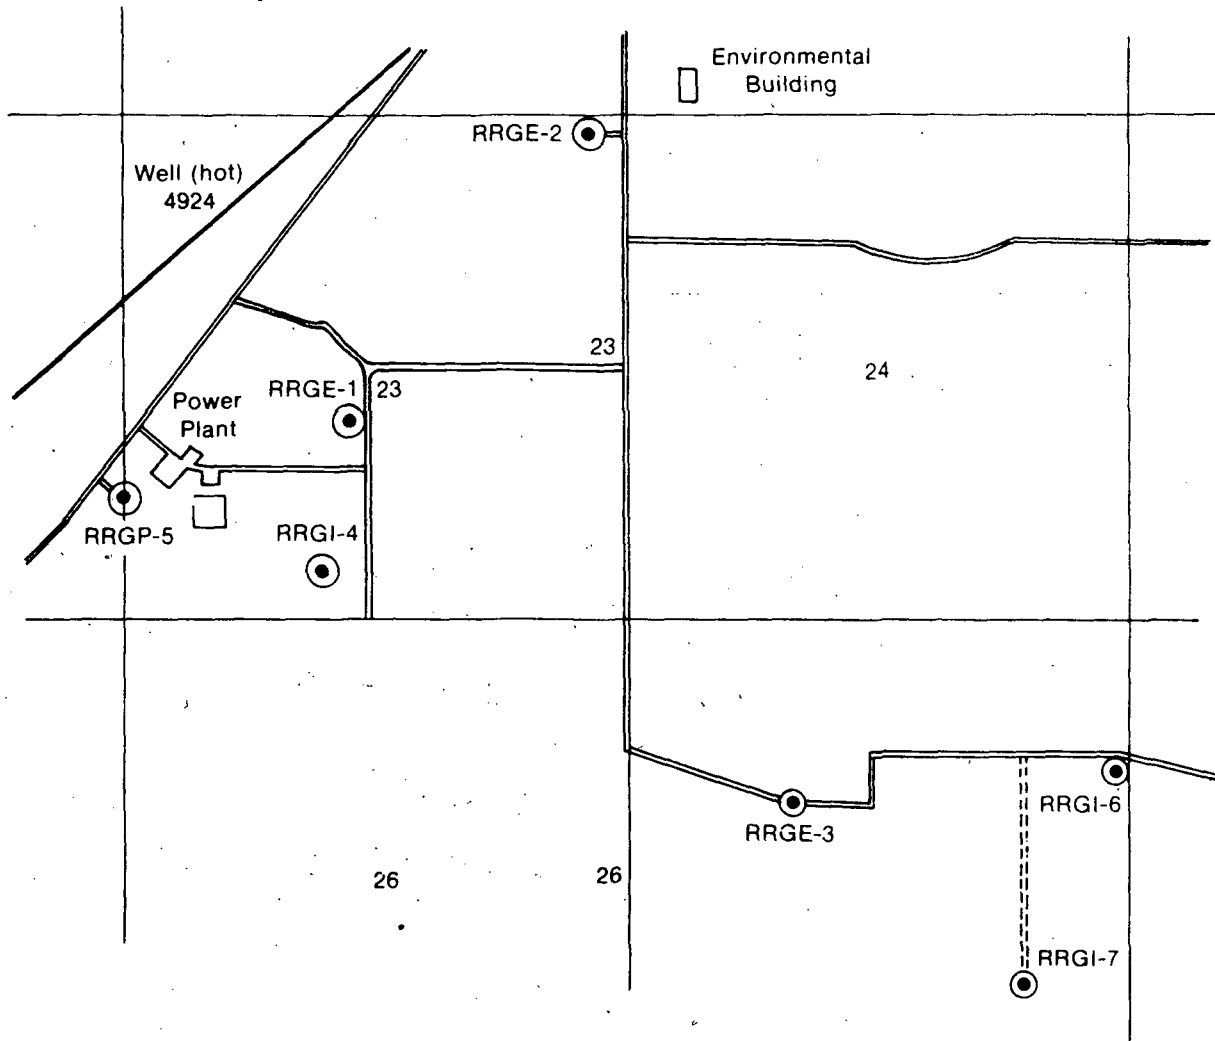 Environmental
Building
RRGE-2
Well (hot)
4924
23
24
RRGE-1
23
Power
Plant
RRGP-5
RRGI-4
RRGI-6
RRGE-3
26
26
RRGI-7